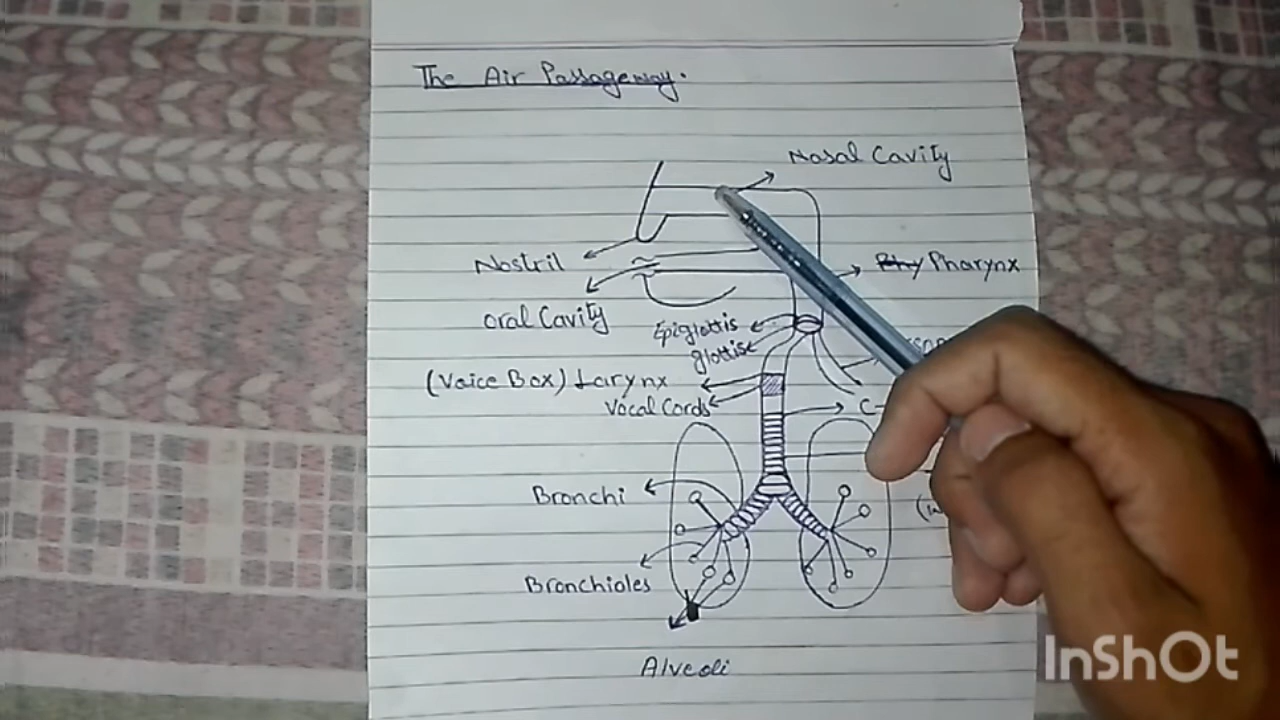 The Air Passageway.
Nasal Cavity
Nostril
Pharynx
oral Cavity
Epiglottis
glottis
(Voice Box) Larynx
Vocal Cords
C-
Bronchi
Bronchioles
Alveoli
InShOt